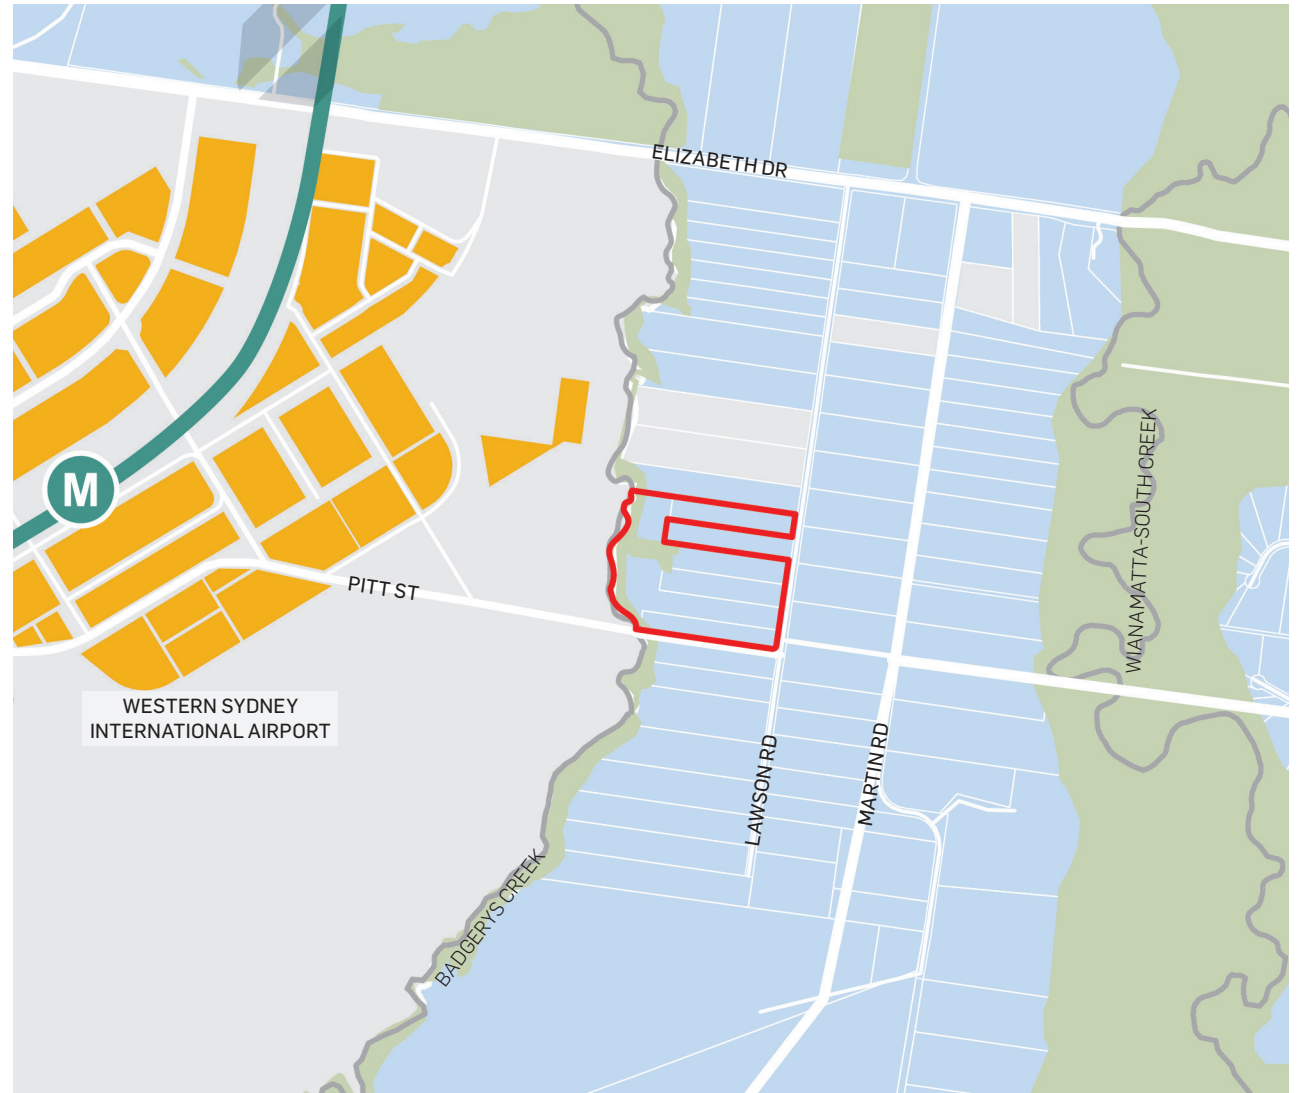 ELIZABETH DR
M
WIANAMATTA-SOUTH CREEK
PITT ST
WESTERN SYDNEY
INTERNATIONAL AIRPORT
LAWSON RD
MARTIN RD
BADGERYS CREEK